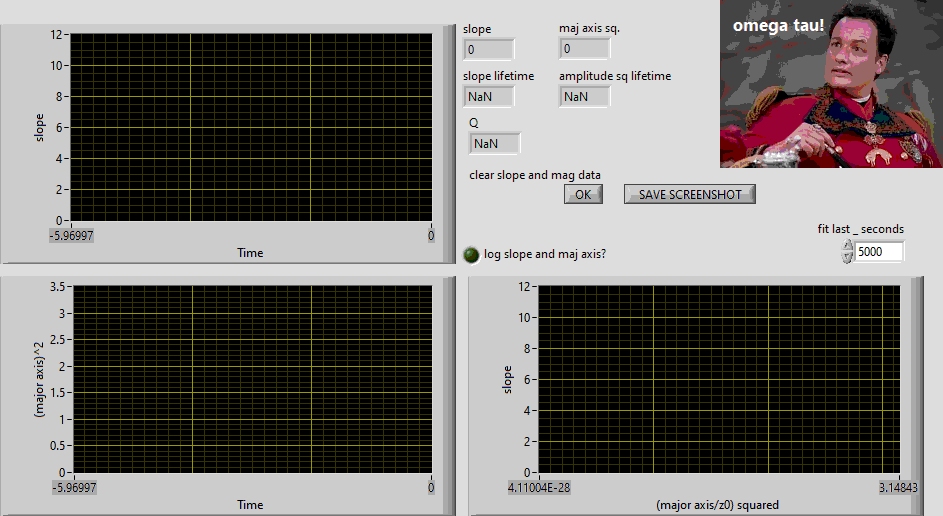 omega tau!
slope
0
maj axis sq.
0
slope lifetime
NaN
amplitude sq lifetime
NaN
Q
NaN
clear slope and mag data
OK
SAVE SCREENSHOT
fit last _ seconds
5000
log slope and maj axis?
12
10
8
6
4
2
0
slope
-5.96997
0
Time
3.5
3
2.5
2
1.5
1
0.5
0
(major axis)^2
-5.96997
0
Time
12
10
8
6
4
2
0
slope
4.11004E-28
3.14843
(major axis/z0) squared